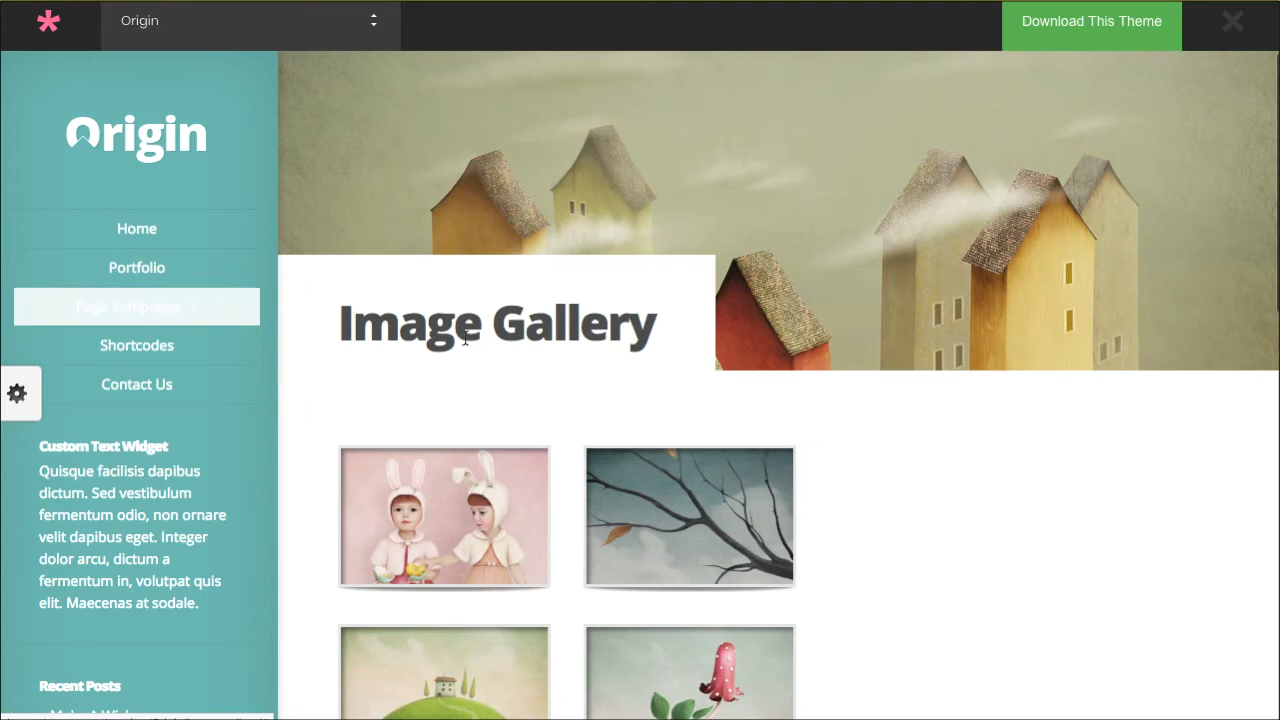 Origin
Download This Theme
Origin
Home
Portfolio
Page Templates
Shortcodes
Contact Us
Image Gallery
Custom Text Widget
Quisque facilisis dapibus
dictum. Sed vestibulum
fermentum odio, non ornare
velit dapibus eget. Integer
dolor arcu, dictum a
fermentum in, volutpat quis
elit. Maecenas at sodale.
Recent Posts